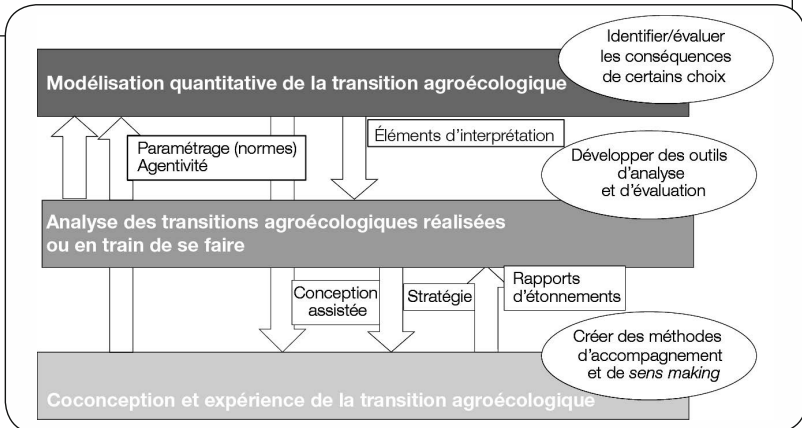 Identifier/évaluer
les conséquences
de certains choix
Modélisation quantitative de la transition agroécologique
Paramétrage (normes)
Agentivité
Éléments d'interprétation
Développer des outils
d'analyse
et d'évaluation
Analyse des transitions agroécologiques réalisées
ou en train de se faire
Conception
assistée
Stratégie
Rapports
d'étonnements
Créer des méthodes
d'accompagnement
et de sens making
Coconception et expérience de la transition agroécologique